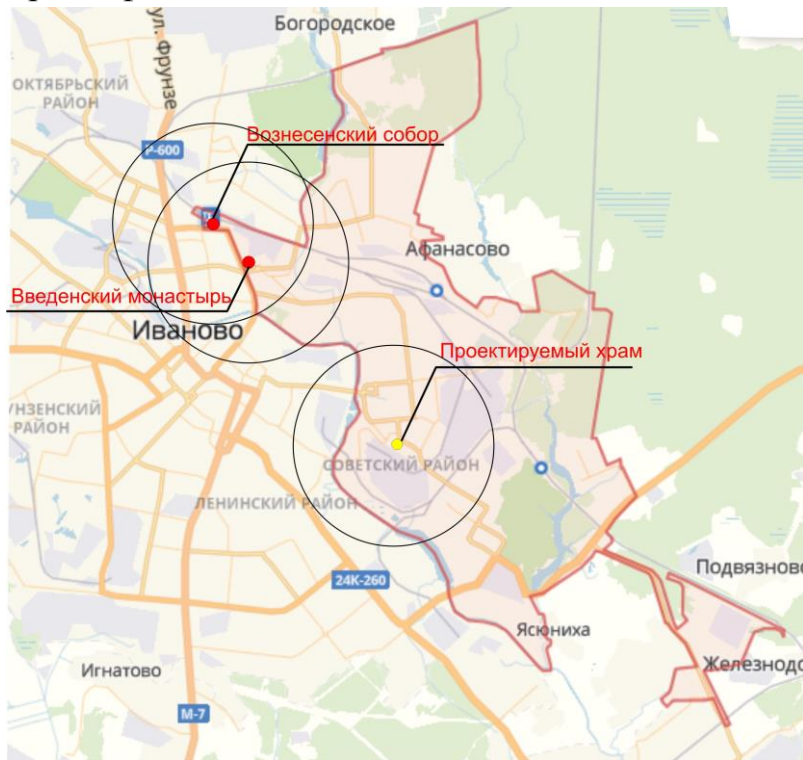 Богородское
ул. Фрунзе
ОКТЯБРЬСКИЙ
РАЙОН
Вознесенский собор
Р-600
Афанасово
Введенский монастырь
Иваново
Проектируемый храм
РАЙОН
СОВЕТСКИЙ РАЙОН
ЛЕНИНСКИЙ РАЙОН
Подвязново
24К-260
Ясюниха
Игнатово
М-7